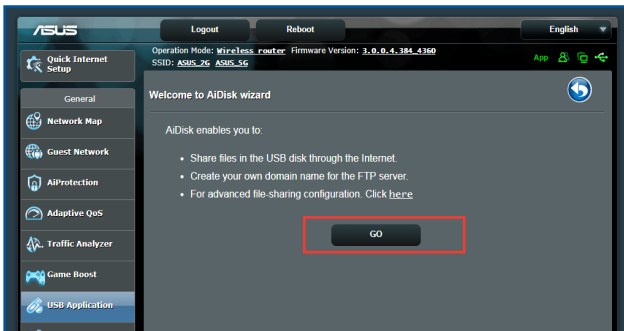 ASUS
Logout
Reboot
English
Operation Mode: Wireless router Firmware Version: 3.0.0.4.384_4360
SSID: ASUS_2G ASUS_5G
App
Quick Internet
Setup
General
Network Map
Guest Network
AiProtection
Adaptive QoS
Traffic Analyzer
Game Boost
USB Application
Welcome to AiDisk wizard
AiDisk enables you to:
• Share files in the USB disk through the Internet.
• Create your own domain name for the FTP server.
• For advanced file-sharing configuration. Click here
GO